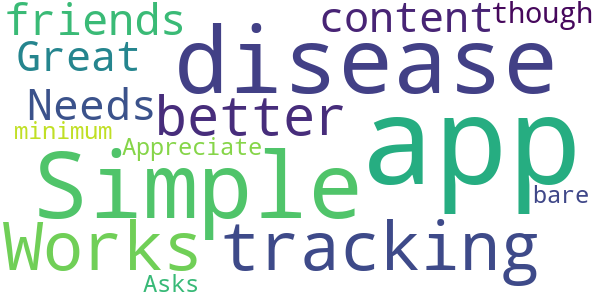 friends content though
Great disease
Needs better
minimum Appreciate app
Simple bare
Works tracking
Asks